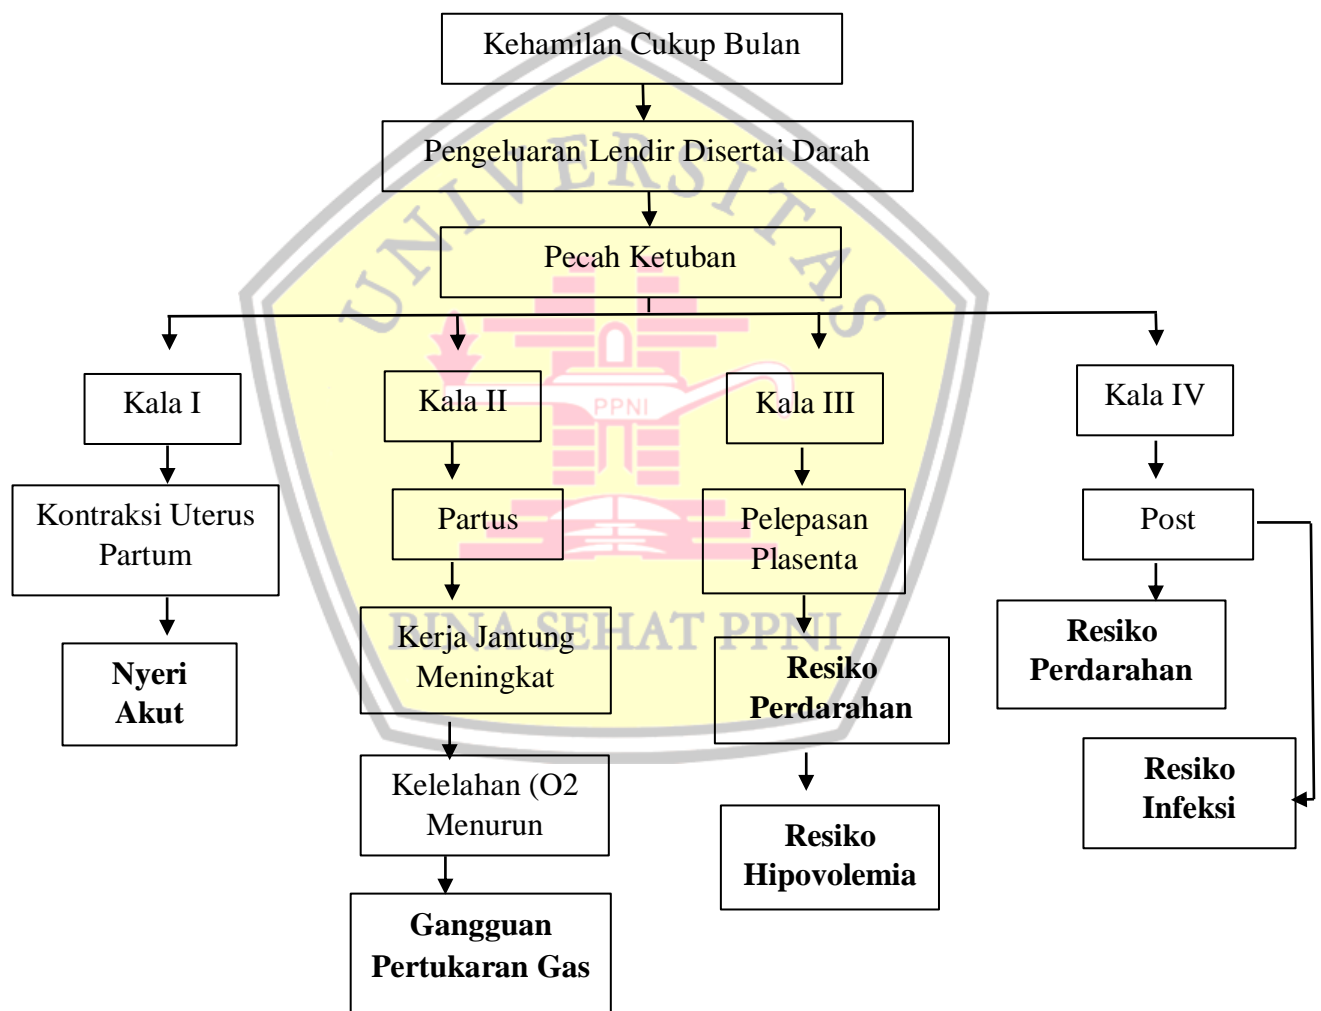 Kehamilan Cukup Bulan
Pengeluaran Lendir Disertai Darah
UNIVERSITAS
Pecah Ketuban
Kala I
Kala II
Kala III
Kala IV
PPNI
Kontraksi Uterus
Partum
Partus
Pelepasan
Plasenta
Post
BINA SEHAT PPNI
Nyeri
Akut
Kerja Jantung
Meningkat
Resiko
Perdarahan
Resiko
Perdarahan
Kelelahan (O2
Menurun
Resiko
Hipovolemia
Resiko
Infeksi
Gangguan
Pertukaran Gas